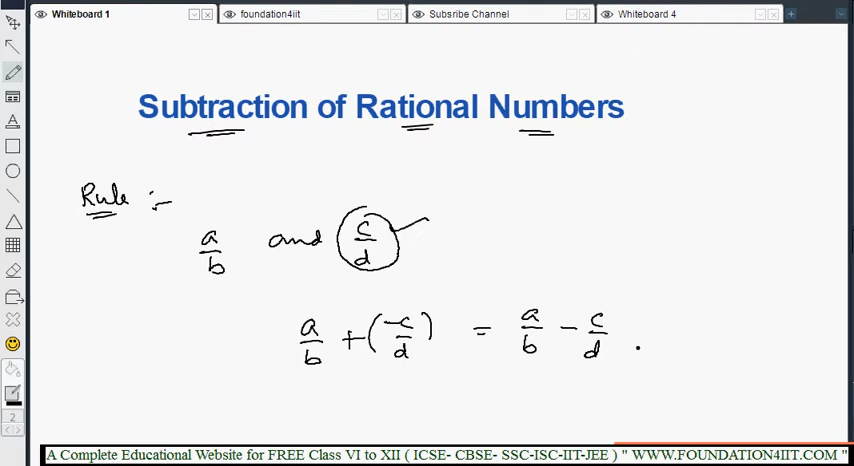 Whiteboard 1 foundation4iit Subsribe Channel Whiteboard 4
Subtraction of Rational Numbers
Rule :-
a/b and c/d
a/b + (-c/d) = a/b - c/d .
2
A Complete Educational Website for FREE Class VI to XII ( ICSE- CBSE- SSC-ISC-IIT-JEE ) " WWW.FOUNDATION4IIT.COM "